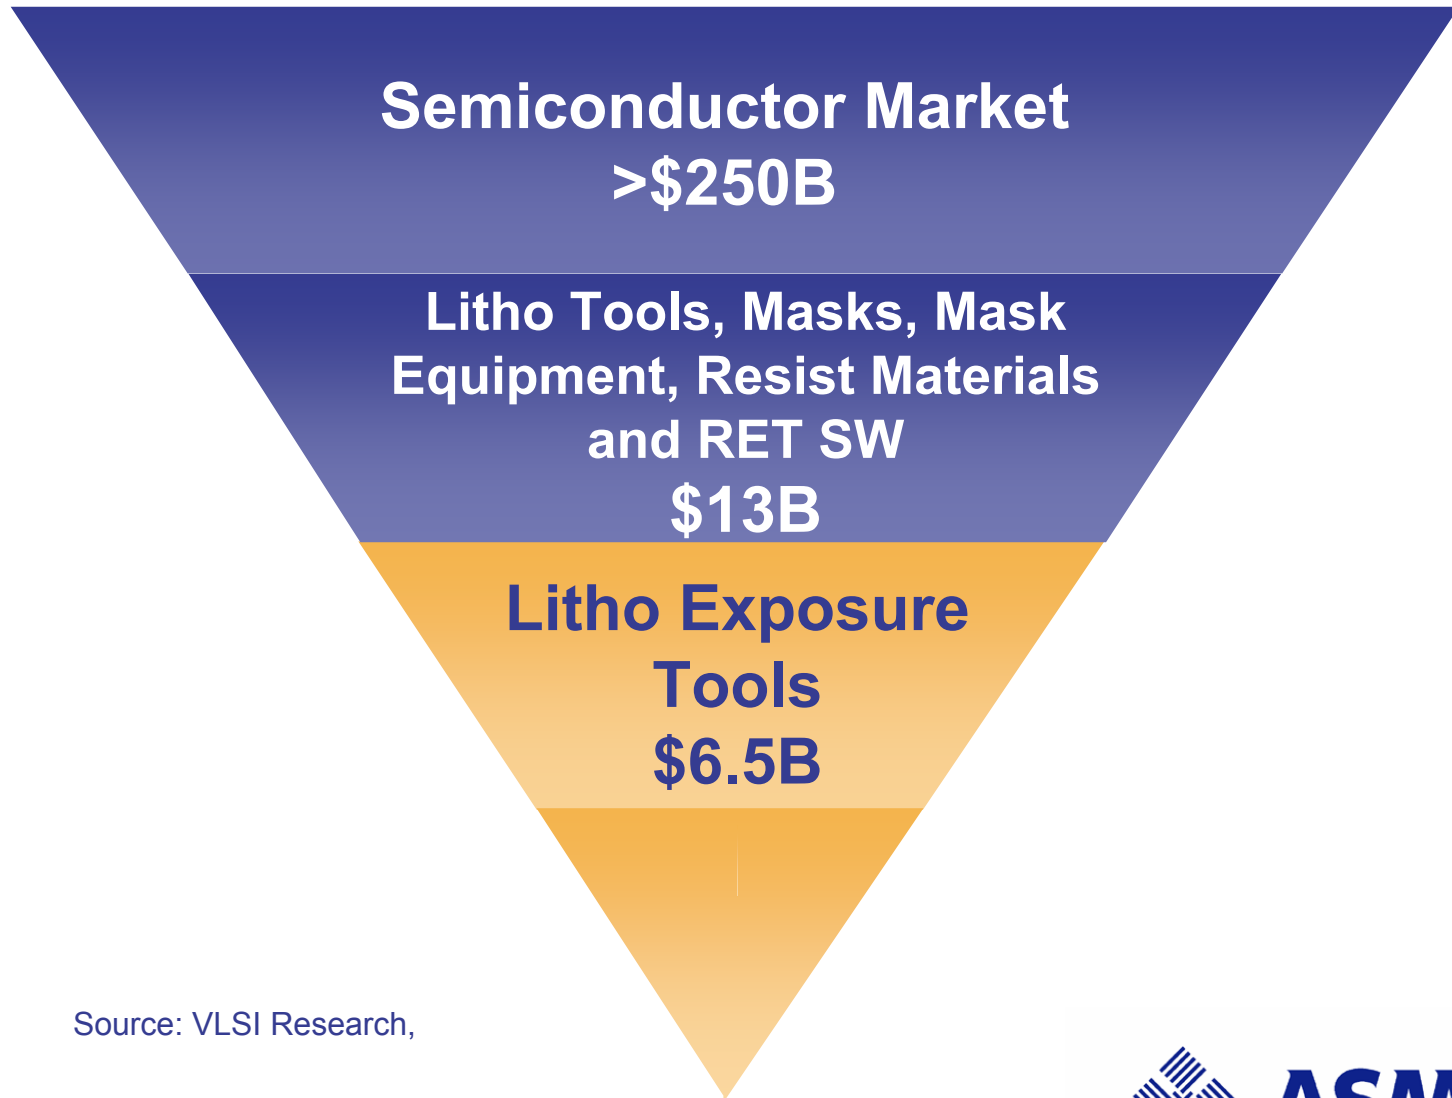 Semiconductor Market
>$250B
Litho Tools, Masks, Mask
Equipment, Resist Materials
and RET SW
$13B
Litho Exposure
Tools
$6.5B
Source: VLSI Research,